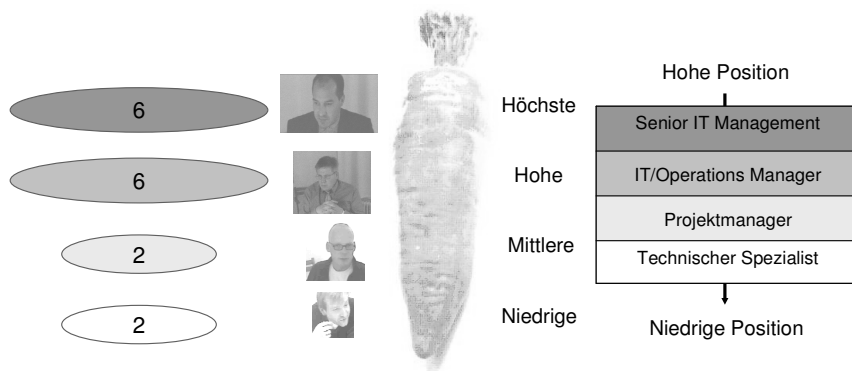 6
6
2
2
Höchste
Hohe
Mittlere
Niedrige
Hohe Position
Senior IT Management
IT/Operations Manager
Projektmanager
Technischer Spezialist
Niedrige Position